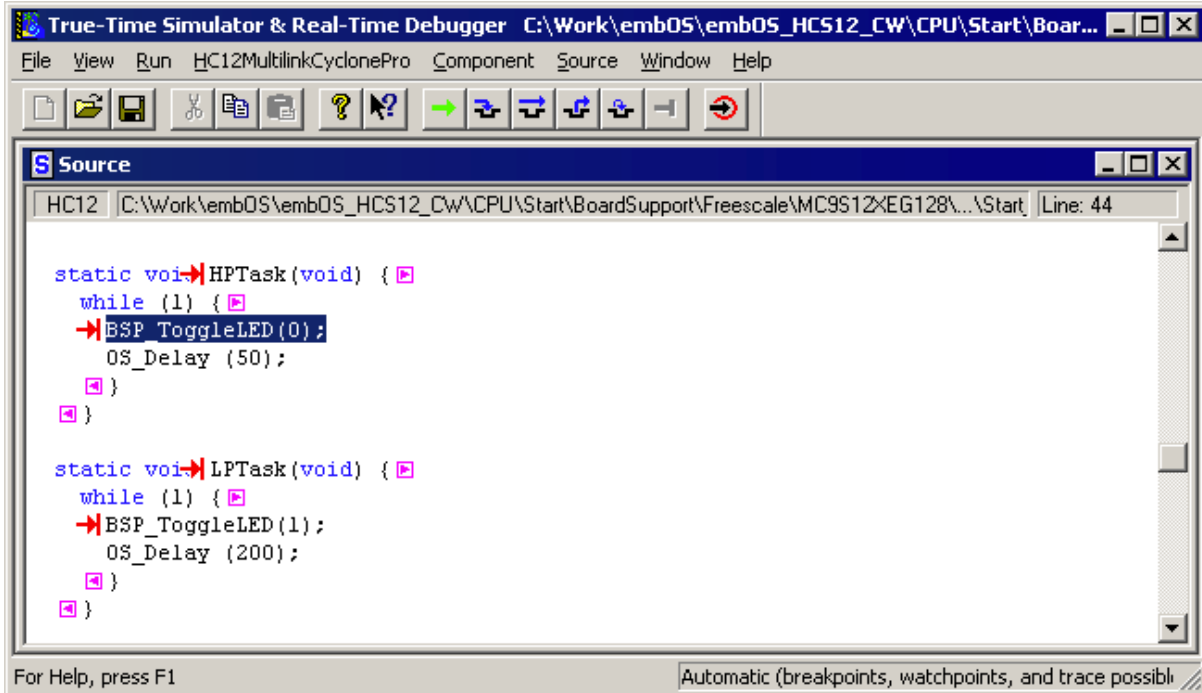 True-Time Simulator & Real-Time Debugger C:\Work\embOS\embOS_HCS12_CW\CPU\Start\Boar...
File View Run HC12MultilinkCyclonePro Component Source Window Help
S Source
HC12 C:\Work\embOS\embOS_HCS12_CW\CPU\Start\BoardSupport\Freescale\MC9S12XEG128\...\Start_ Line: 44
static voi HPTask(void) {
while (1) {
BSP_ToggleLED(0);
OS_Delay (50);
}
}
static voi LPTask(void) {
while (1) {
BSP_ToggleLED(1);
OS_Delay (200);
}
}
For Help, press F1 Automatic (breakpoints, watchpoints, and trace possibl